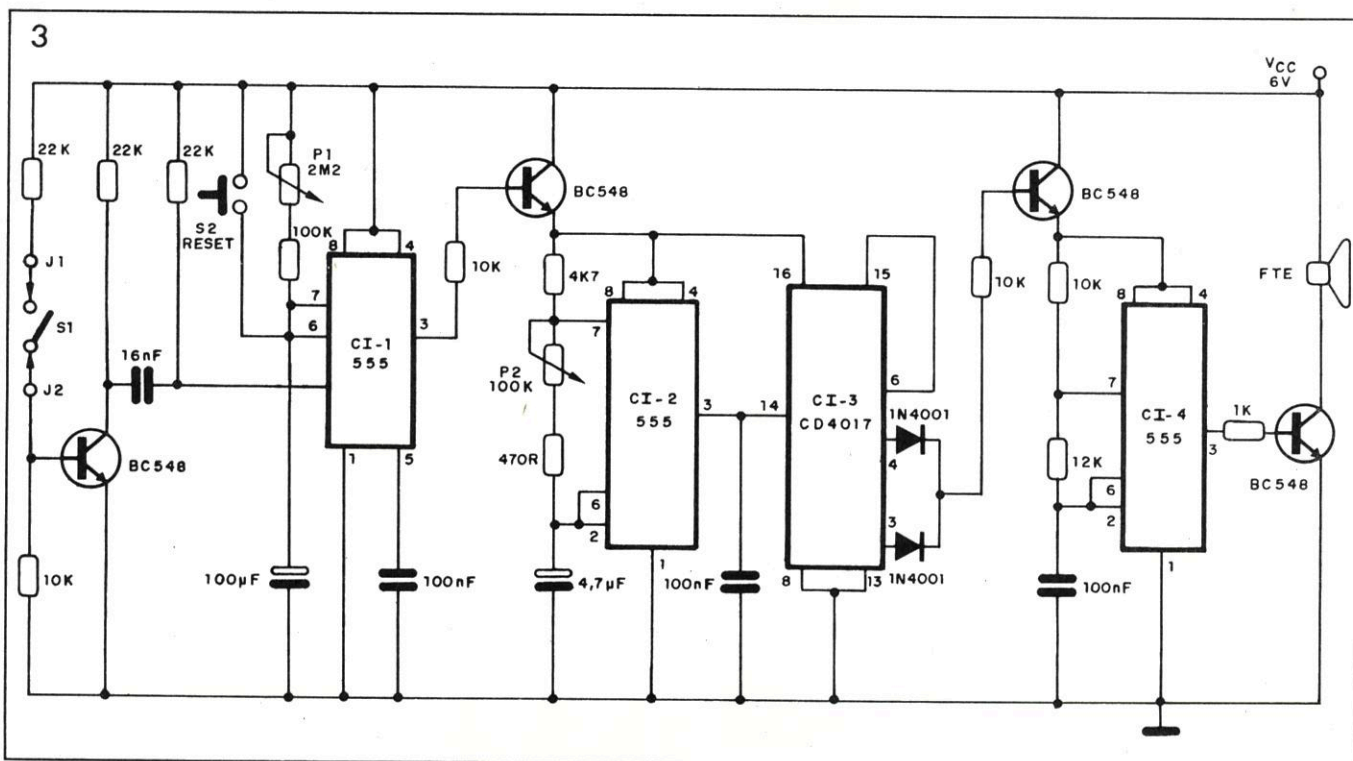 3
VCC
6V
22K
22K
22K
P1
2M2
S2
RESET
100K
8
4
7
6
CI-1
555
3
1
5
J1
S1
J2
16nF
BC548
10K
100µF
100nF
10K
BC548
4K7
8
4
7
P2
100K
CI-2
555
3
470R
6
2
1
4,7µF
100nF
16
15
14
CI-3
CD4017
6
4
3
8
13
1N4001
1N4001
10K
BC548
10K
8
4
7
CI-4
555
12K
6
2
3
1
100nF
1K
BC548
FTE